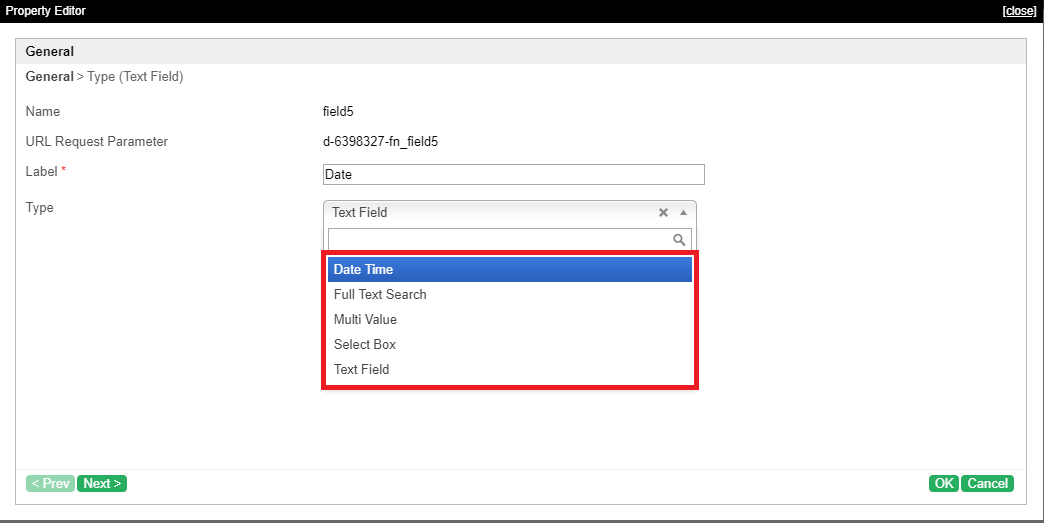 Property Editor [close]
General
General > Type (Text Field)
Name field5
URL Request Parameter d-6398327-fn_field5
Label * Date
Type Text Field
Date Time
Full Text Search
Multi Value
Select Box
Text Field
< Prev Next > OK Cancel